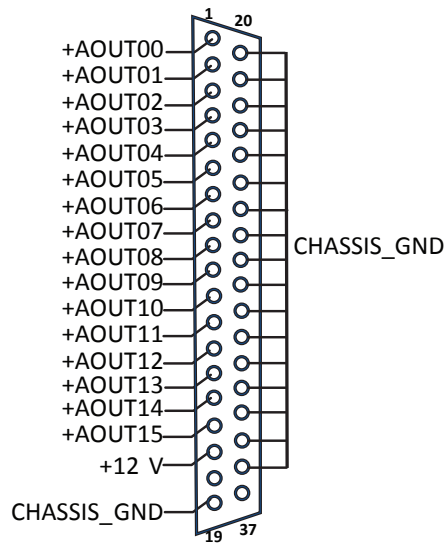 1 20
+AOUT00
+AOUT01
+AOUT02
+AOUT03
+AOUT04
+AOUT05
+AOUT06
+AOUT07
CHASSIS_GND
+AOUT08
+AOUT09
+AOUT10
+AOUT11
+AOUT12
+AOUT13
+AOUT14
+AOUT15
+12 V
CHASSIS_GND
19 37